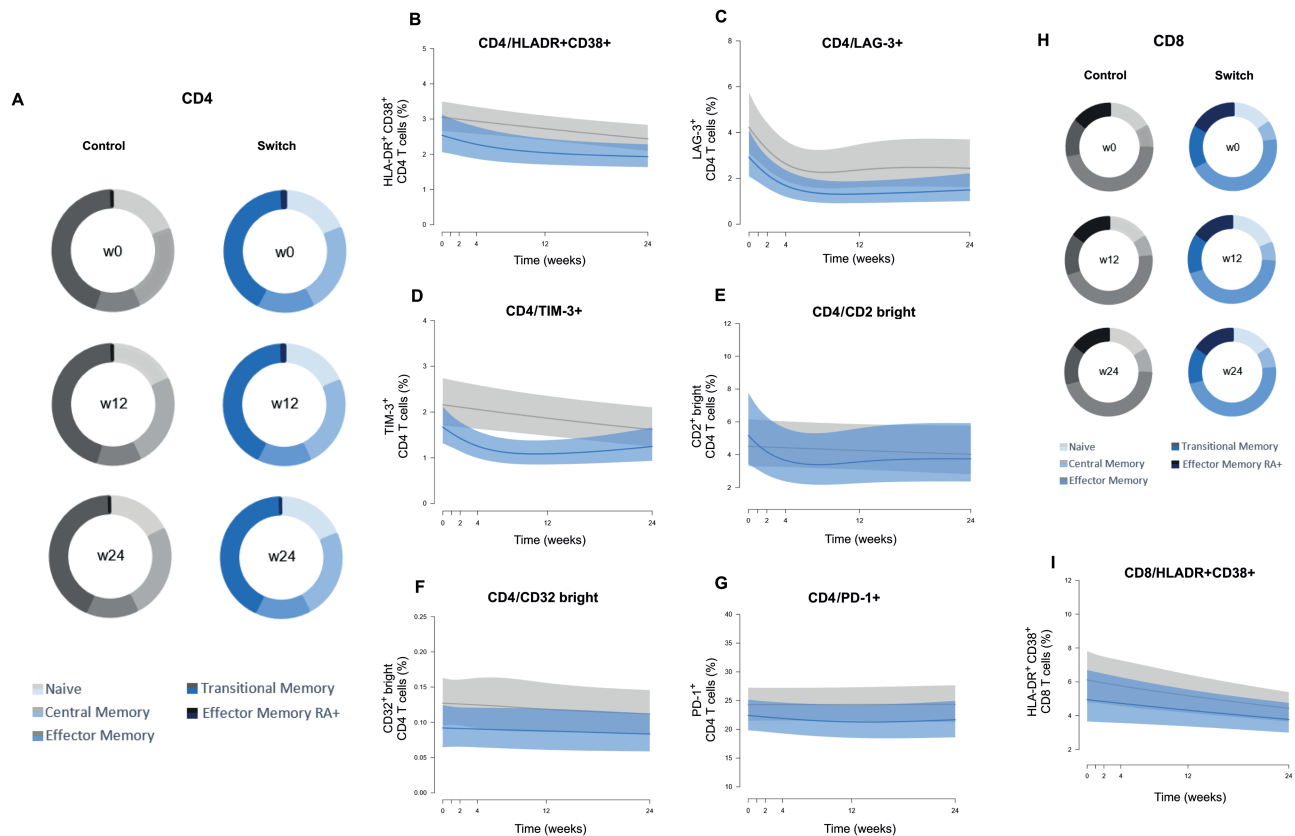 A
CD4
Control
Switch
w0
w0
w12
w12
w24
w24
Naive
Central Memory
Effector Memory
Transitional Memory
Effector Memory RA+
B
CD4/HLADR+CD38+
HLA-DR+ CD38+
CD4 T cells (%)
5
4
3
2
1
0
0 2 4 12 24
Time (weeks)
C
CD4/LAG-3+
LAG-3+
CD4 T cells (%)
8
6
4
2
0
0 2 4 12 24
Time (weeks)
D
CD4/TIM-3+
TIM-3+
CD4 T cells (%)
4
3
2
1
0
0 2 4 12 24
Time (weeks)
E
CD4/CD2 bright
CD2+ bright
CD4 T cells (%)
12
10
8
6
4
2
0 2 4 12 24
Time (weeks)
F
CD4/CD32 bright
CD32+ bright
CD4 T cells (%)
0.25
0.20
0.15
0.10
0.05
0.00
0 2 4 12 24
Time (weeks)
G
CD4/PD-1+
PD-1+
CD4 T cells (%)
40
35
30
25
20
15
10
0 2 4 12 24
Time (weeks)
H
CD8
Control
Switch
w0
w0
w12
w12
w24
w24
Naive
Central Memory
Effector Memory
Transitional Memory
Effector Memory RA+
I
CD8/HLADR+CD38+
HLA-DR+ CD38+
CD8 T cells (%)
12
10
8
6
4
2
0 2 4 12 24
Time (weeks)